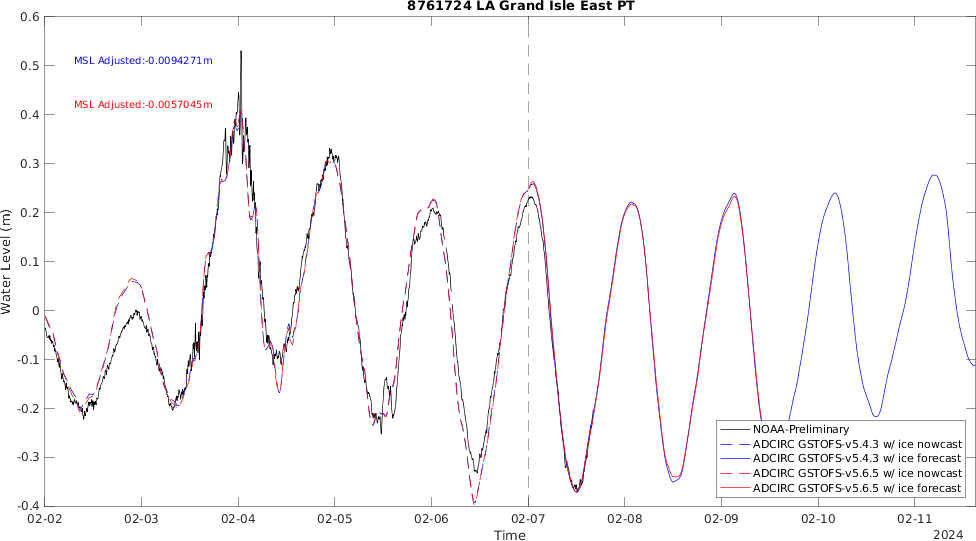 8761724 LA Grand Isle East PT
0.6
0.5
0.4
0.3
0.2
0.1
0
-0.1
-0.2
-0.3
-0.4
Water Level (m)
MSL Adjusted:-0.0094271m
MSL Adjusted:-0.0057045m
NOAA-Preliminary
ADCIRC GSTOFS-v5.4.3 w/ ice nowcast
ADCIRC GSTOFS-v5.4.3 w/ ice forecast
ADCIRC GSTOFS-v5.6.5 w/ ice nowcast
ADCIRC GSTOFS-v5.6.5 w/ ice forecast
02-02 02-03 02-04 02-05 02-06 02-07 02-08 02-09 02-10 02-11
Time
2024